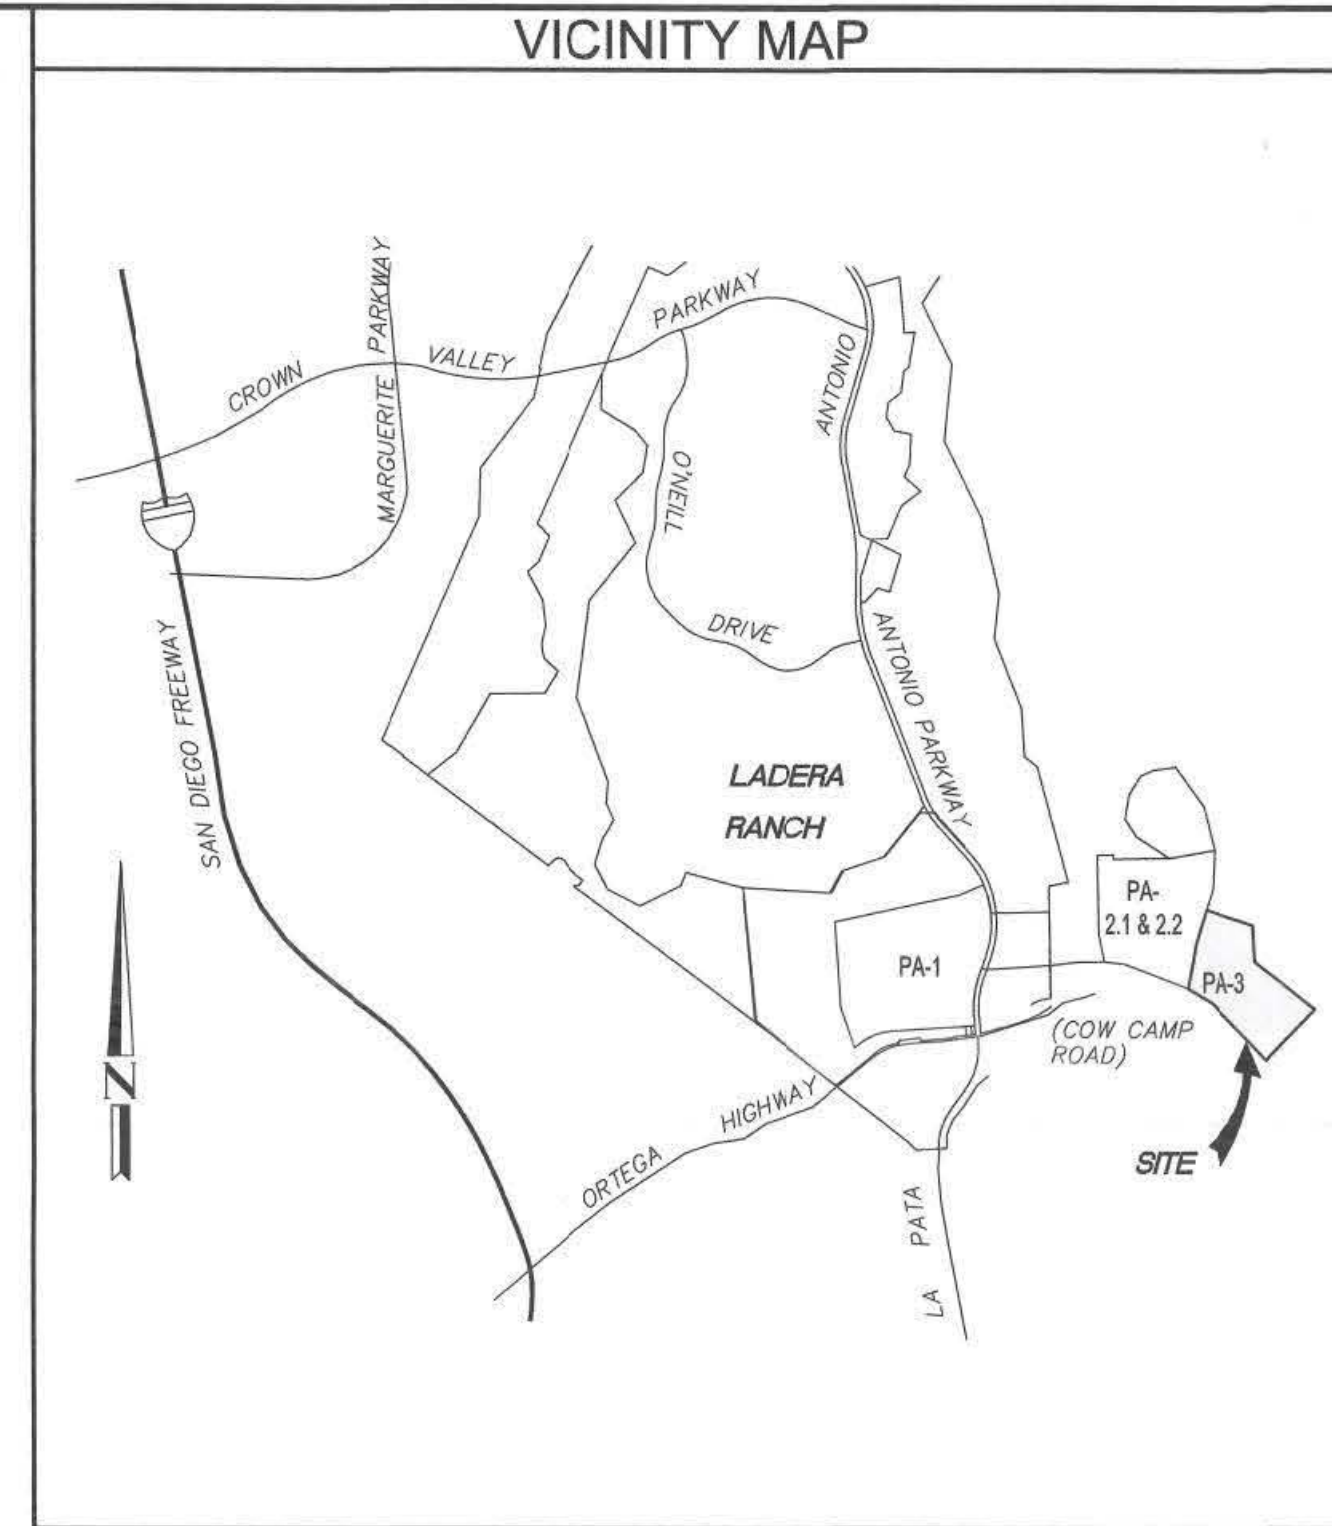 VICINITY MAP
MARGUERITE PARKWAY
CROWN
VALLEY
PARKWAY
ANTONIO
O'NEILL
DRIVE
SAN DIEGO FREEWAY
ANTONIO PARKWAY
LADERA
RANCH
PA-
2.1 & 2.2
PA-1
PA-3
(COW CAMP
ROAD)
N
ORTEGA
HIGHWAY
SITE
LA PATA